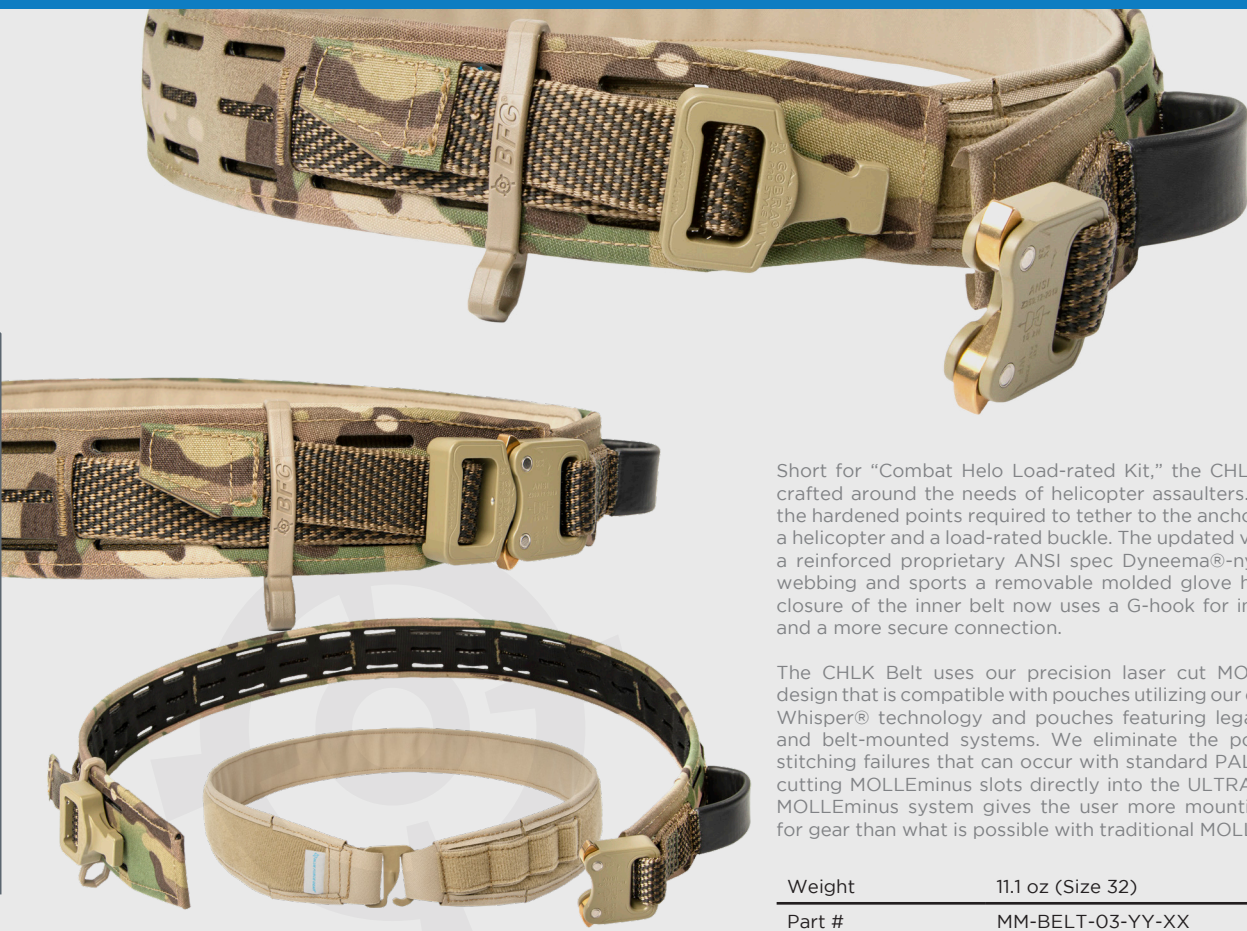 BFG
ANSI
BFG
Short for “Combat Helo Load-rated Kit,” the CHL
crafted around the needs of helicopter assaulters.
the hardened points required to tether to the ancho
a helicopter and a load-rated buckle. The updated v
a reinforced proprietary ANSI spec Dyneema®-ny
webbing and sports a removable molded glove h
closure of the inner belt now uses a G-hook for in
and a more secure connection.
The CHLK Belt uses our precision laser cut MO
design that is compatible with pouches utilizing our
Whisper® technology and pouches featuring lega
and belt-mounted systems. We eliminate the po
stitching failures that can occur with standard PAL
cutting MOLLEminus slots directly into the ULTRA
MOLLEminus system gives the user more mounti
for gear than what is possible with traditional MOLL
Weight 11.1 oz (Size 32)
Part # MM-BELT-03-YY-XX